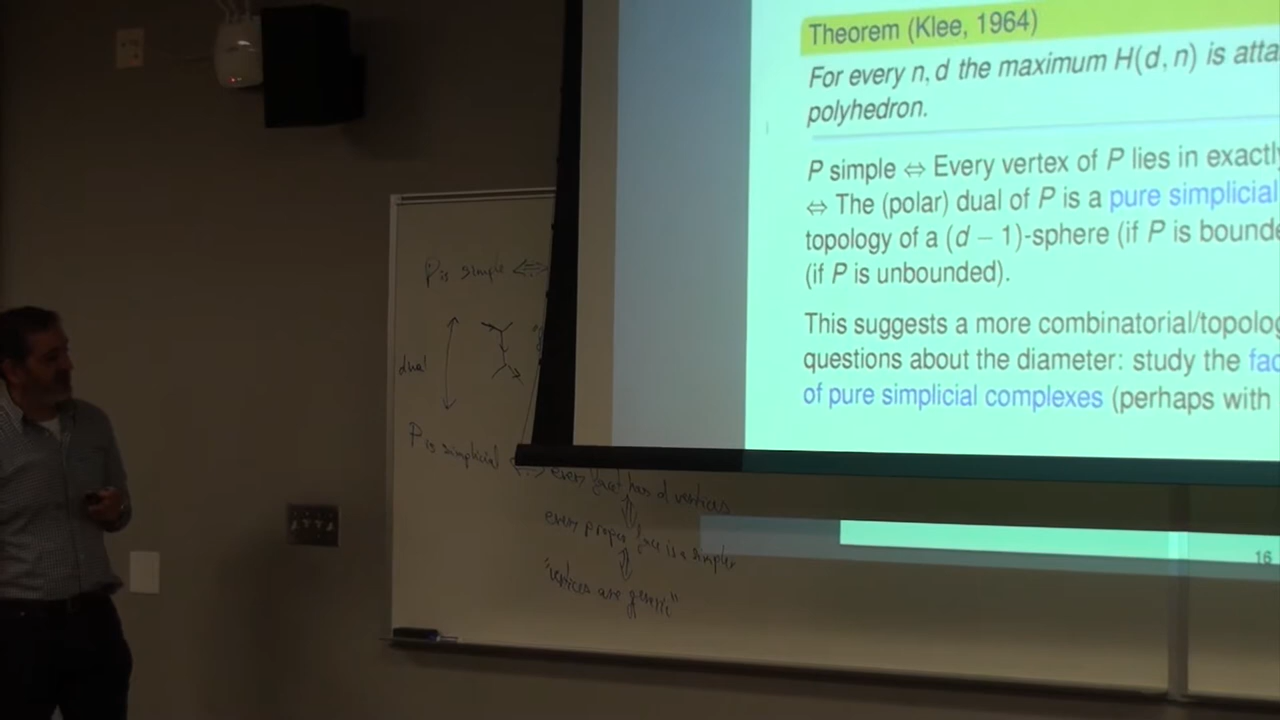 Theorem (Klee, 1964)
For every n, d the maximum H(d, n) is atta
polyhedron.
P simple ⇔ Every vertex of P lies in exactly
⇔ The (polar) dual of P is a pure simplicial
topology of a (d − 1)-sphere (if P is bounde
(if P is unbounded).
This suggests a more combinatorial/topolog
questions about the diameter: study the fac
of pure simplicial complexes (perhaps with
16
P is simple ⇔
dual
P is simplicial ⇔ every facet has d vertices
⇕
every proper face is a simplex
⇕
"vertices are generic"